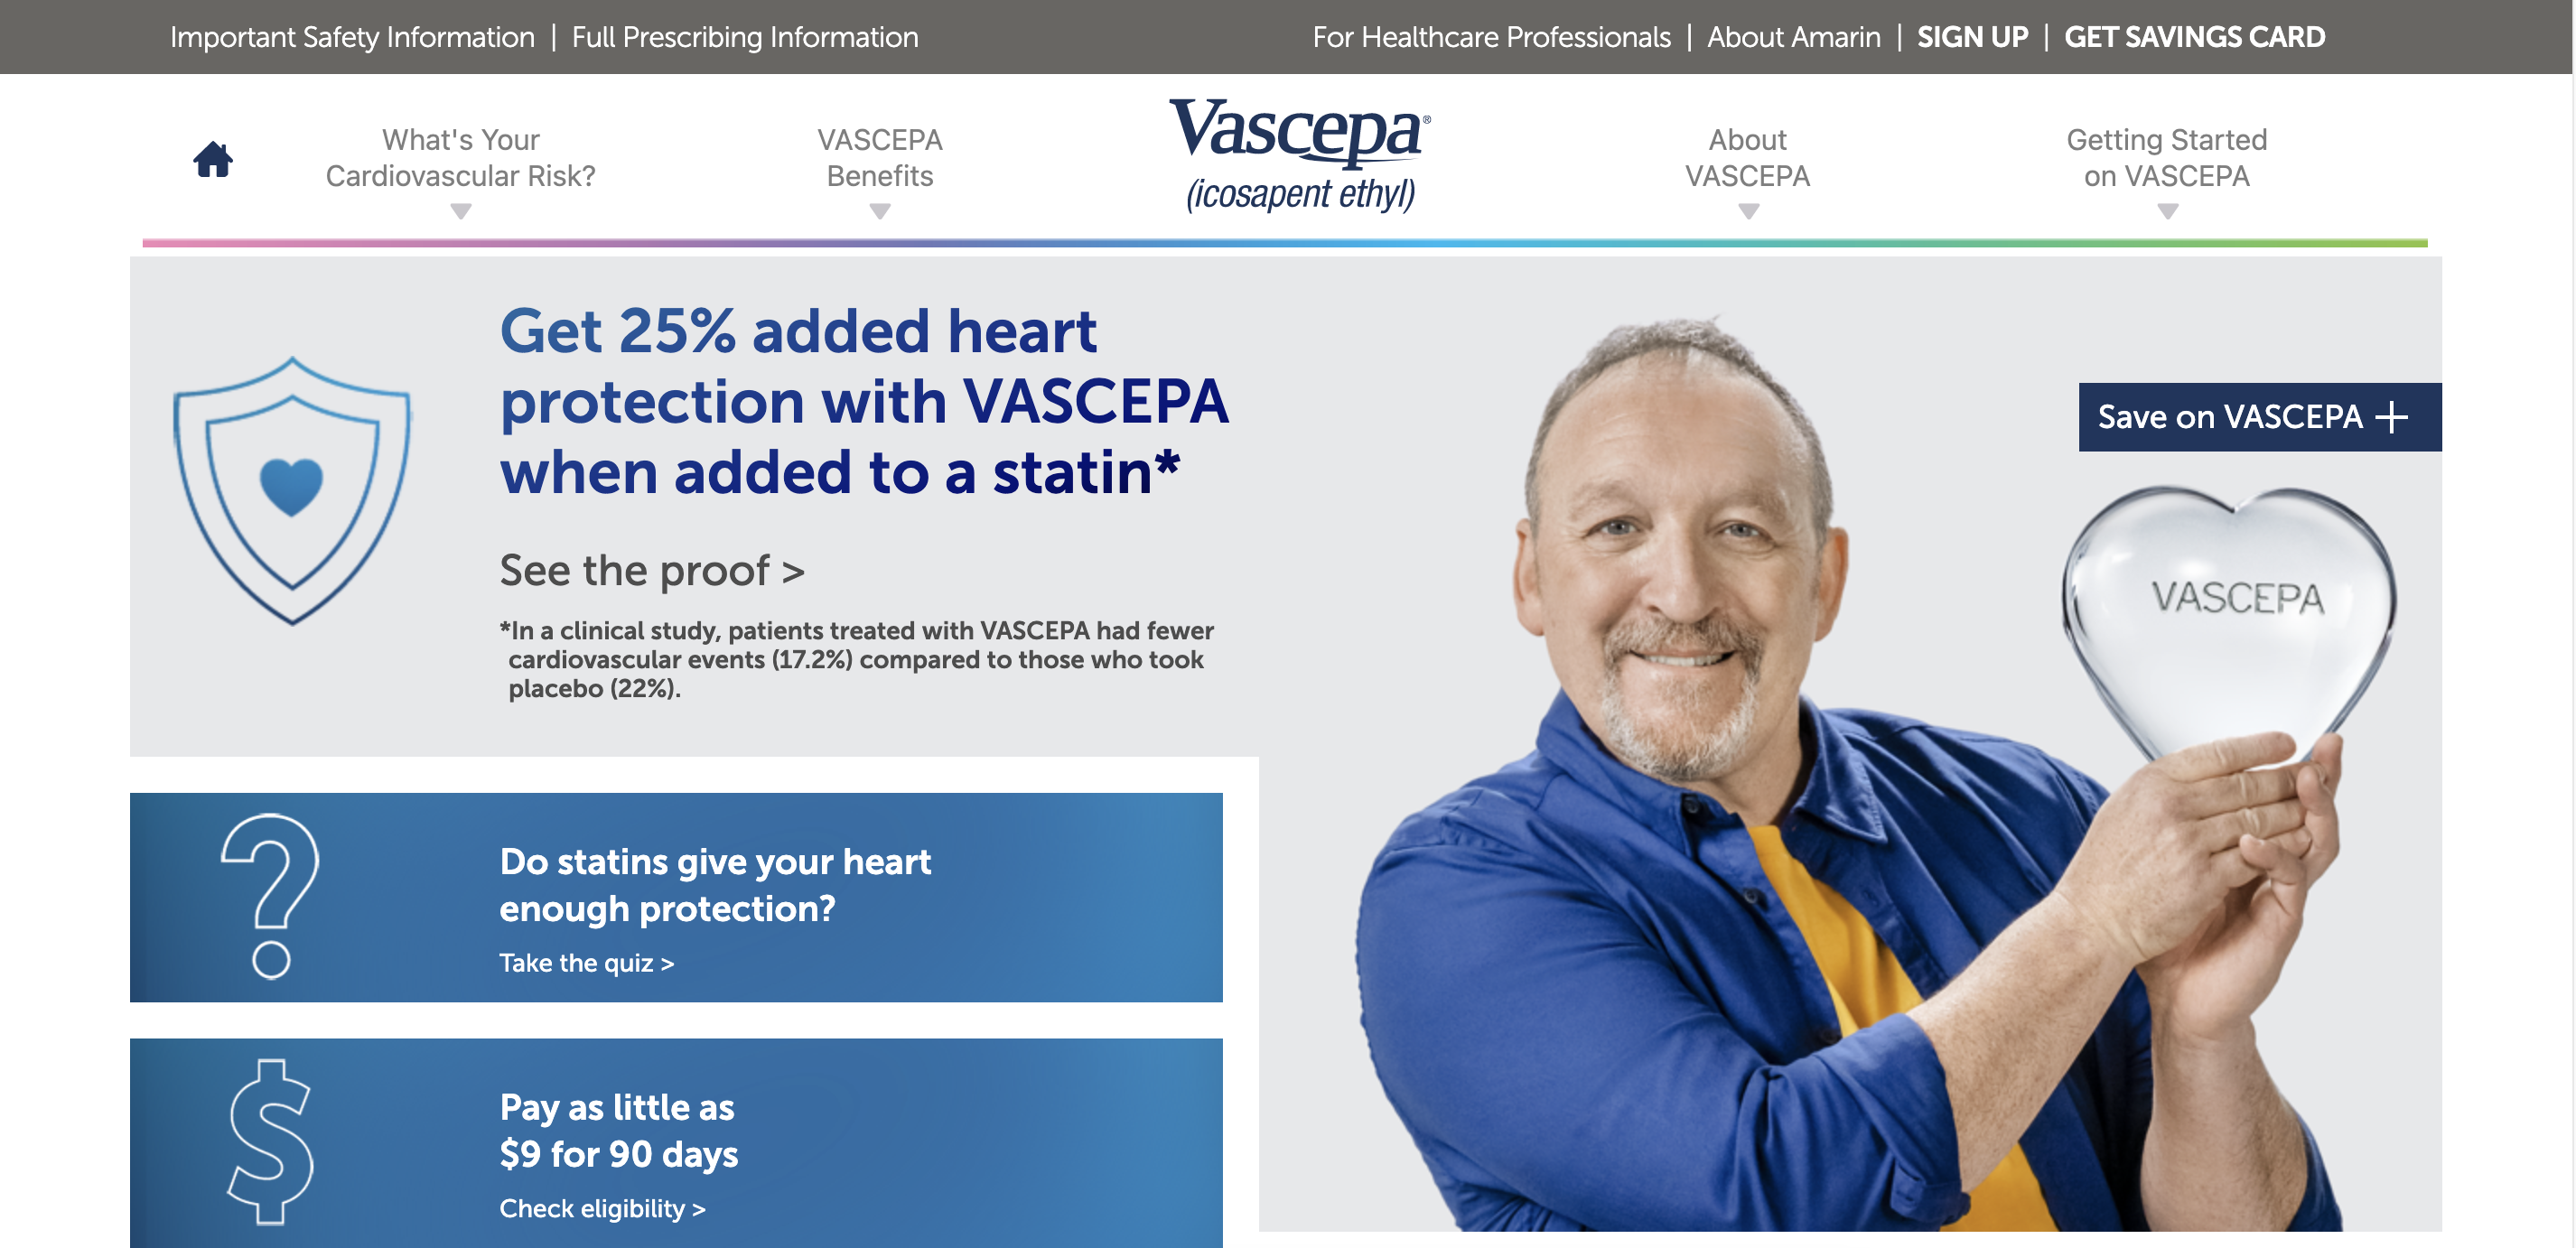 Important Safety Information | Full Prescribing Information
For Healthcare Professionals | About Amarin | SIGN UP | GET SAVINGS CARD
What's Your
Cardiovascular Risk?
VASCEPA
Benefits
Vascepa®
(icosapent ethyl)
About
VASCEPA
Getting Started
on VASCEPA
Get 25% added heart
protection with VASCEPA
when added to a statin*
See the proof >
*In a clinical study, patients treated with VASCEPA had fewer
cardiovascular events (17.2%) compared to those who took
placebo (22%).
Save on VASCEPA +
VASCEPA
Do statins give your heart
enough protection?
Take the quiz >
Pay as little as
$9 for 90 days
Check eligibility >